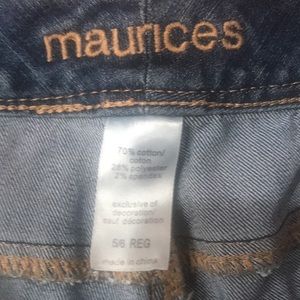 maurices
70% cotton/
coton
28% polyester
2% spandex
exclusive of
decoration/
sauf décoration
5/6 REG
made in china